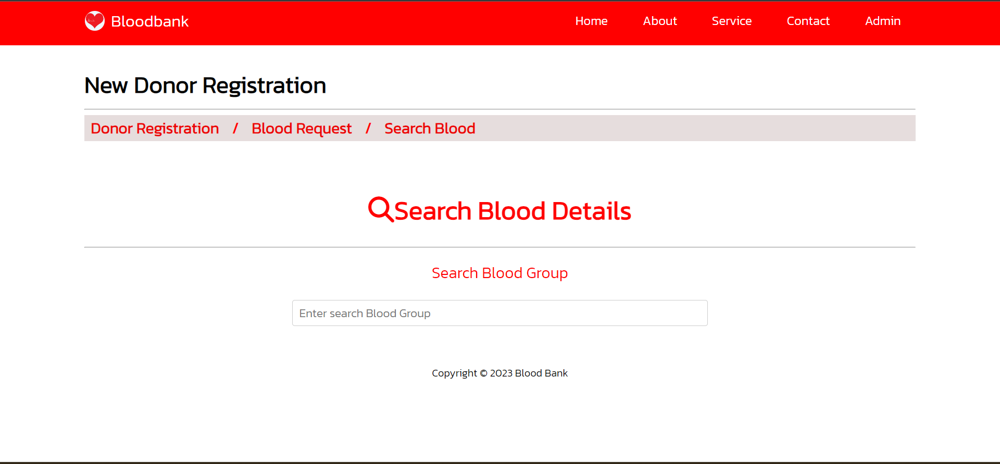 Bloodbank Home About Service Contact Admin
New Donor Registration
Donor Registration / Blood Request / Search Blood
Search Blood Details
Search Blood Group
Enter search Blood Group
Copyright © 2023 Blood Bank